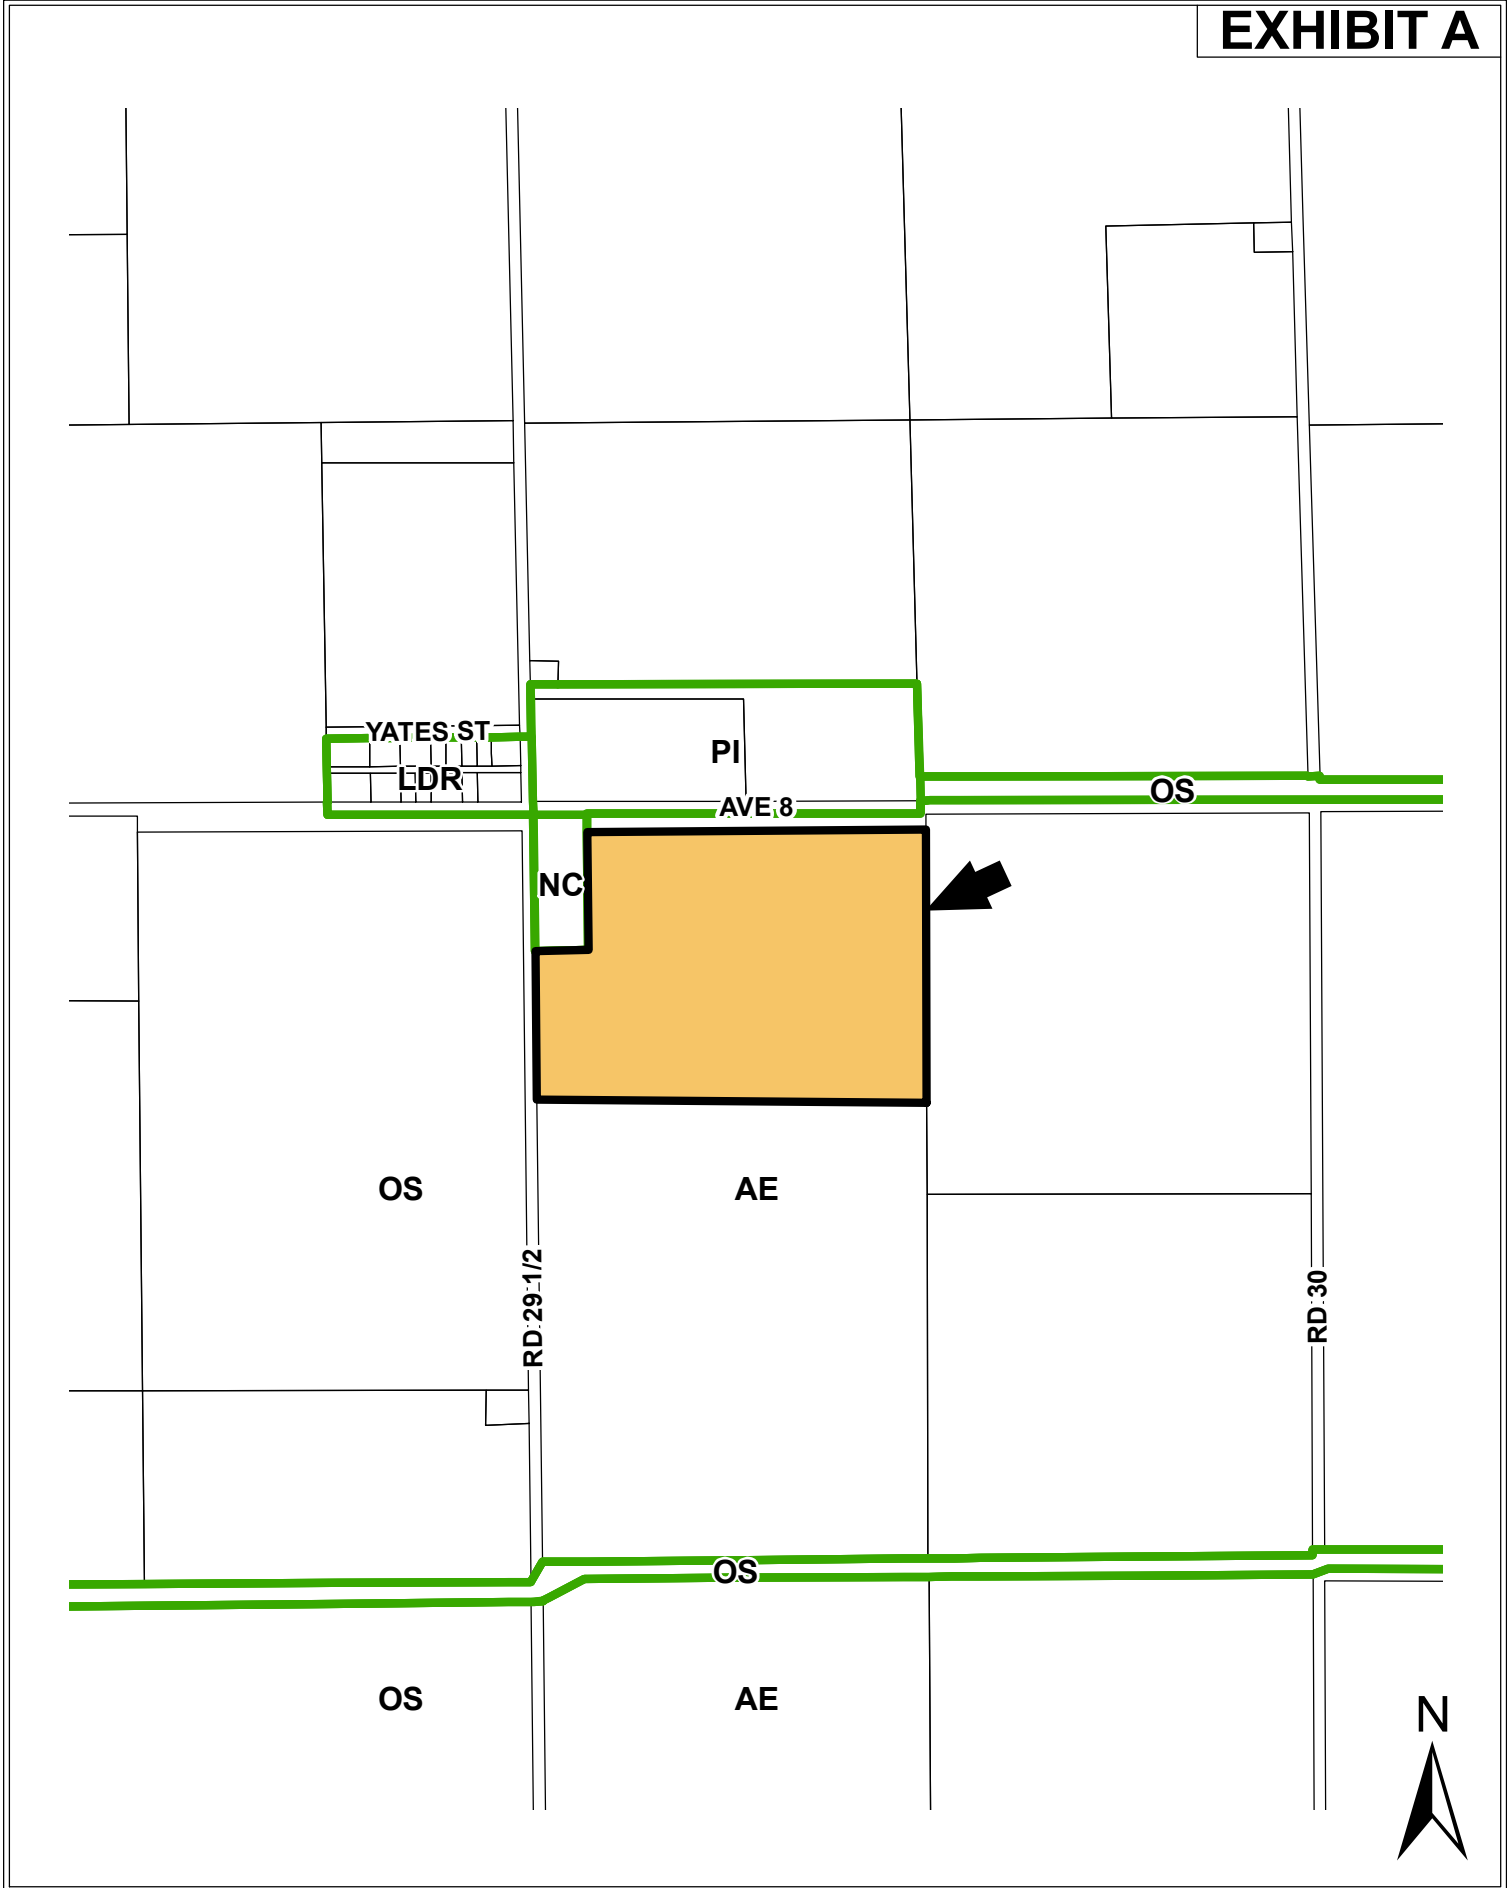 EXHIBIT A
YATES ST
PI
LDR
OS
AVE 8
NC
OS
AE
RD 29 1/2
RD 30
OS
OS
AE
N